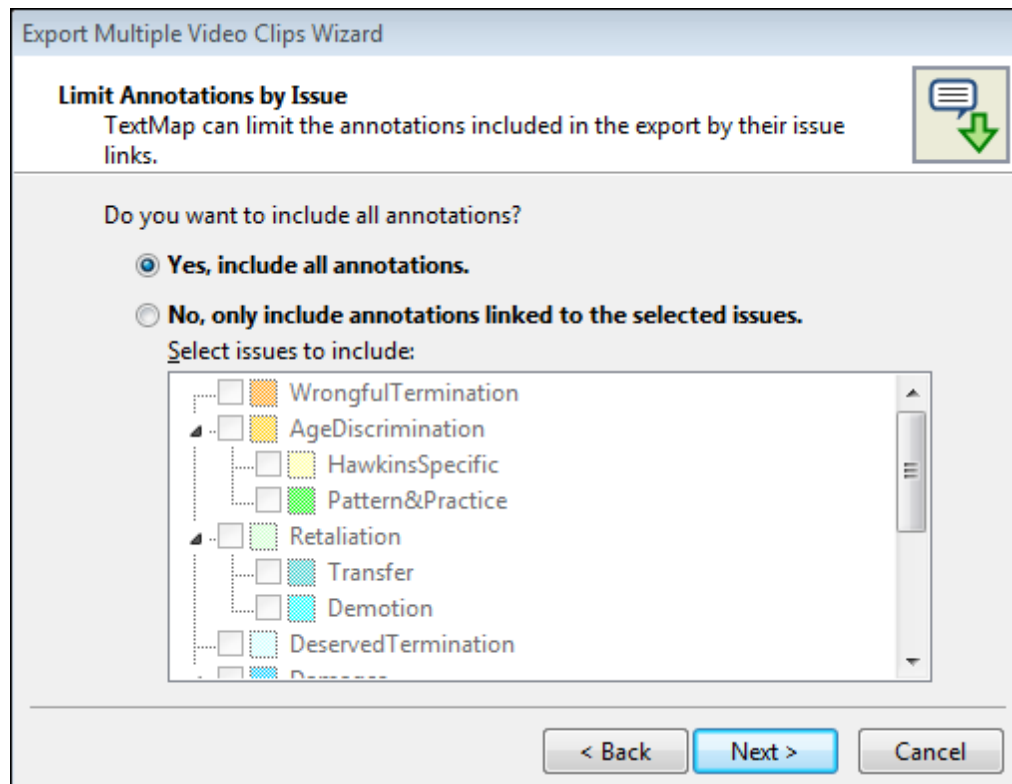 Export Multiple Video Clips Wizard
Limit Annotations by Issue
TextMap can limit the annotations included in the export by their issue
links.
Do you want to include all annotations?
Yes, include all annotations.
No, only include annotations linked to the selected issues.
Select issues to include:
WrongfulTermination
AgeDiscrimination
HawkinsSpecific
Pattern&Practice
Retaliation
Transfer
Demotion
DeservedTermination
Damages
< Back
Next >
Cancel